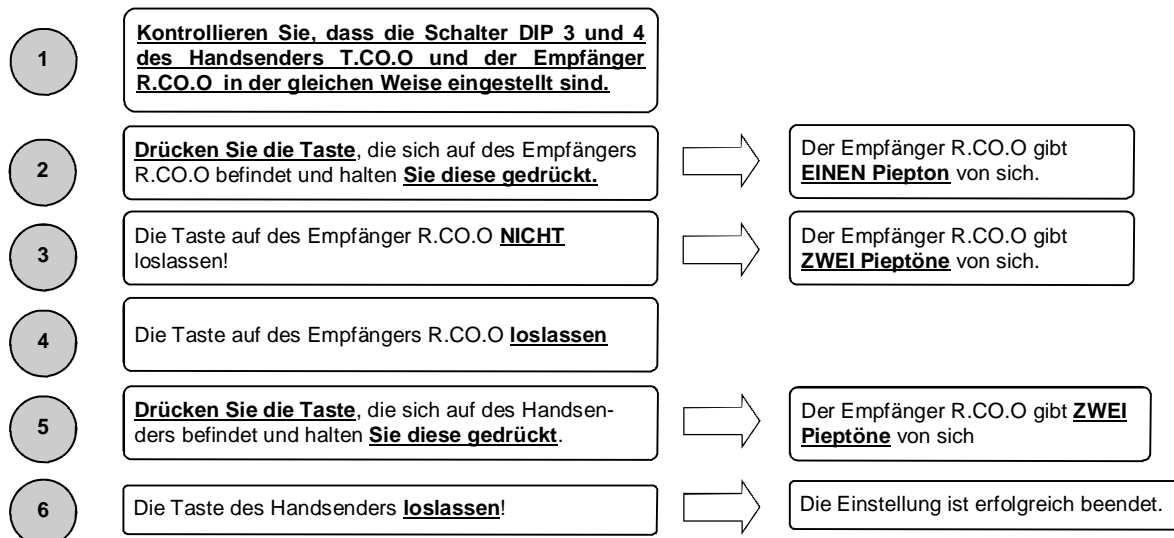 1
Kontrollieren Sie, dass die Schalter DIP 3 und 4
des Handsenders T.CO.O und der Empfänger
R.CO.O in der gleichen Weise eingestellt sind.
2
Drücken Sie die Taste, die sich auf des Empfängers
R.CO.O befindet und halten Sie diese gedrückt.
Der Empfänger R.CO.O gibt
EINEN Piepton von sich.
3
Die Taste auf des Empfänger R.CO.O NICHT
loslassen!
Der Empfänger R.CO.O gibt
ZWEI Pieptöne von sich.
4
Die Taste auf des Empfängers R.CO.O loslassen
5
Drücken Sie die Taste, die sich auf des Handsen-
ders befindet und halten Sie diese gedrückt.
Der Empfänger R.CO.O gibt ZWEI
Pieptöne von sich
6
Die Taste des Handsenders loslassen!
Die Einstellung ist erfolgreich beendet.